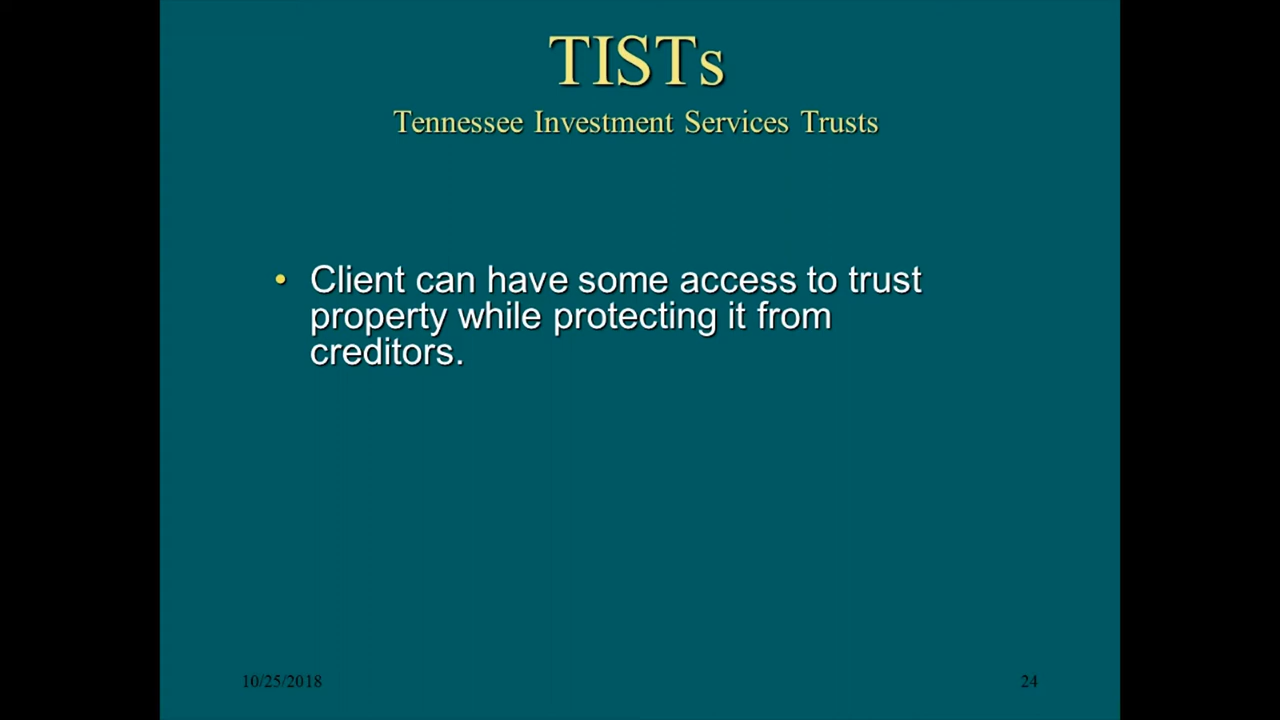 TISTs
Tennessee Investment Services Trusts
• Client can have some access to trust
property while protecting it from
creditors.
10/25/2018
24